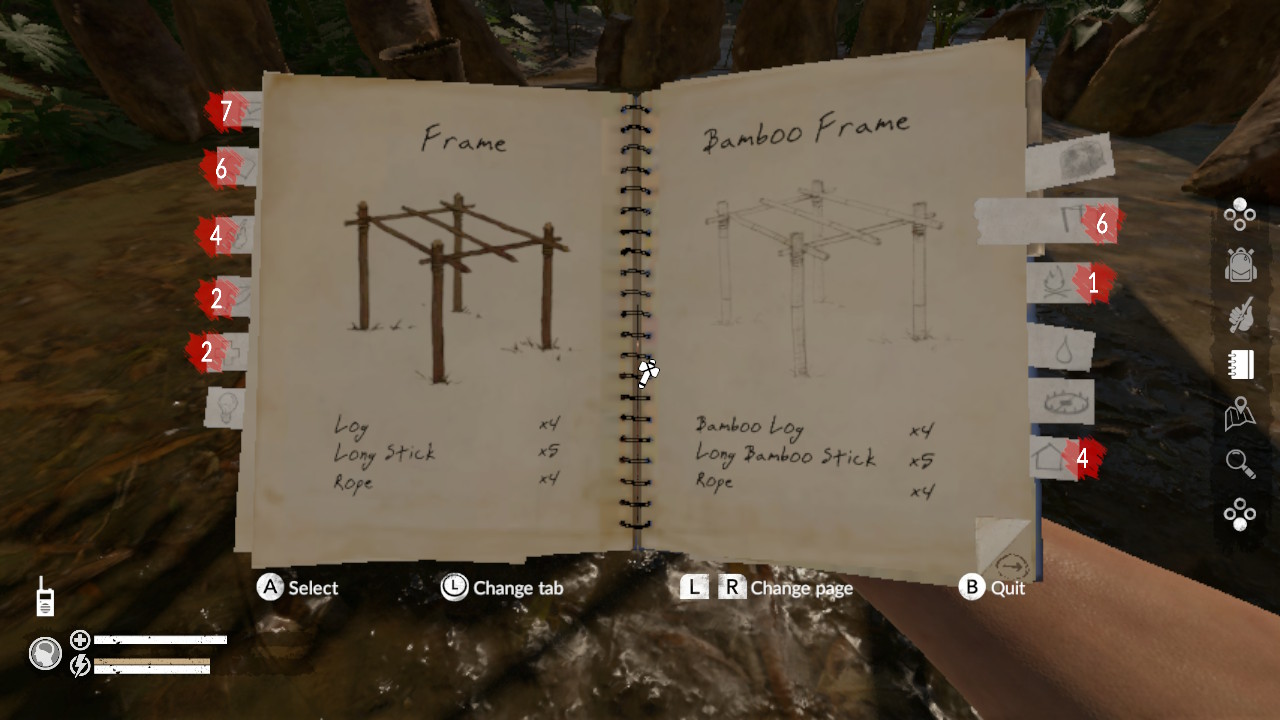 7
6
4
2
2
Frame
Log x4
Long Stick x5
Rope x4
Bamboo Frame
Bamboo Log x4
Long Bamboo Stick x5
Rope x4
6
1
4
A Select
L Change tab
L R Change page
B Quit